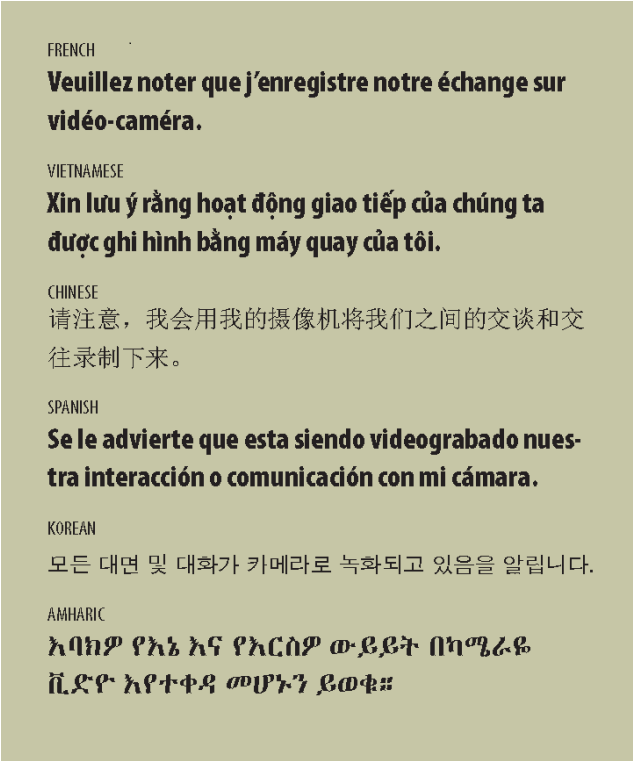 FRENCH
Veuillez noter que j’enregistre notre échange sur
vidéo-caméra.
VIETNAMESE
Xin lưu ý rằng hoạt động giao tiếp của chúng ta
được ghi hình bằng máy quay của tôi.
CHINESE
请注意，我会用我的摄像机将我们之间的交谈和交
往录制下来。
SPANISH
Se le advierte que esta siendo videograbado nues-
tra interacción o comunicación con mi cámara.
KOREAN
모든 대면 및 대화가 카메라로 녹화되고 있음을 알립니다.
AMHARIC
እባክዎ የእኔ እና የእርስዎ ውይይት በካሜራዬ
ቪድዮ እየተቀዳ መሆኑን ይወቁ።